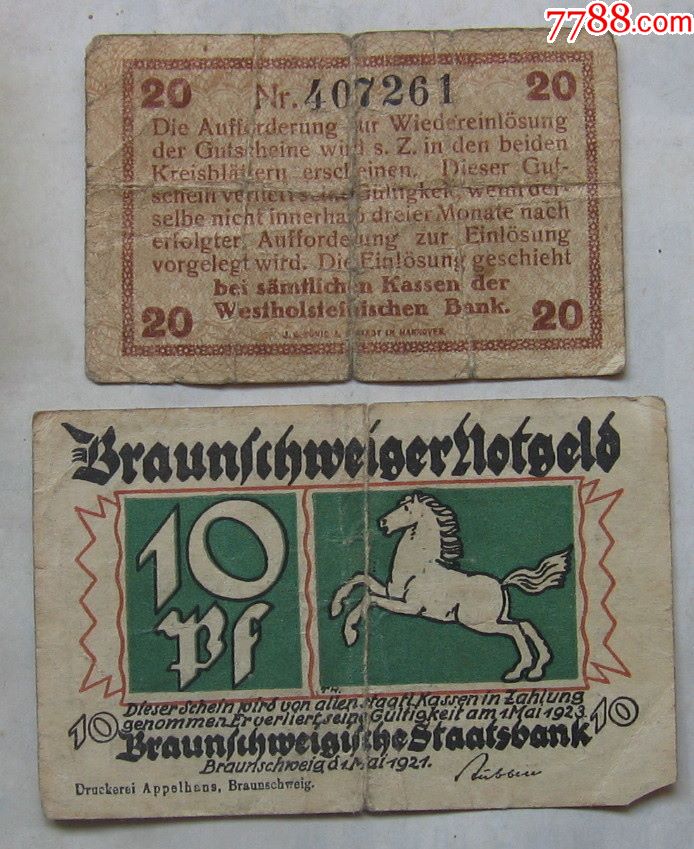 7788.com
20 Nr. 407261 20
Die Aufforderung zur Wiedereinlösung
der Gutscheine wird s. Z. in den beiden
Kreisblättern erscheinen. Dieser Gut-
schein verliert seine Gültigkeit, wenn der-
selbe nicht innerhalb dreier Monate nach
erfolgter Aufforderung zur Einlösung
vorgelegt wird. Die Einlösung geschieht
bei sämtlichen Kassen der
Westholsteinischen Bank.
20 20
J. C. KÖNIG & EBHARDT IN HANNOVER.
Braunschweiger Notgeld
10
Pf
Dieser Schein wird von allen staatl. Kassen in Zahlung
genommen. Er verliert seine Gültigkeit am 1 Mai 1923.
10 Braunschweigische Staatsbank 10
Braunschweig d. 1 Mai 1921.
Druckerei Appelhans, Braunschweig.